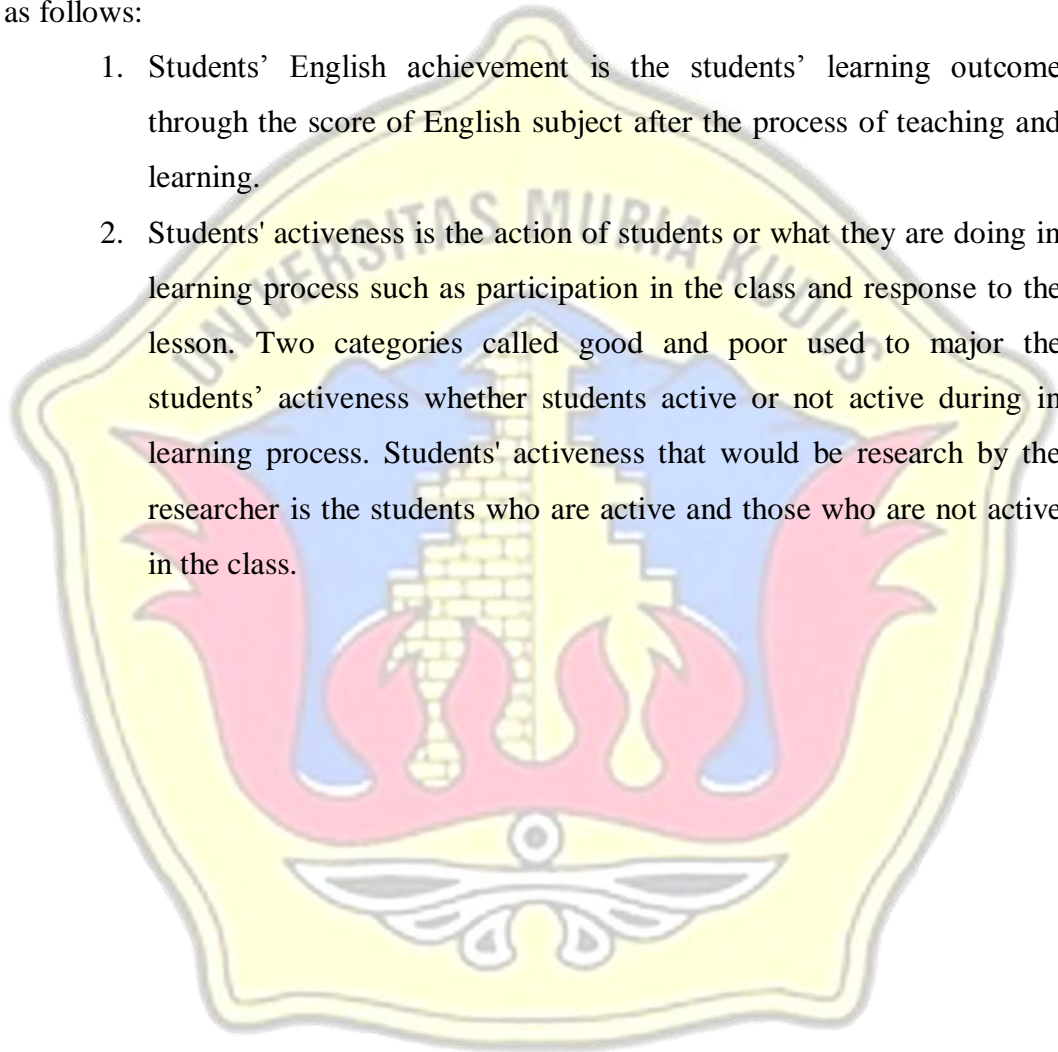 as follows:
1. Students’ English achievement is the students’ learning outcome
through the score of English subject after the process of teaching and
learning.
2. Students' activeness is the action of students or what they are doing in
learning process such as participation in the class and response to the
lesson. Two categories called good and poor used to major the
students’ activeness whether students active or not active during in
learning process. Students' activeness that would be research by the
researcher is the students who are active and those who are not active
in the class.
UNIVERSITAS MURIA KUDUS